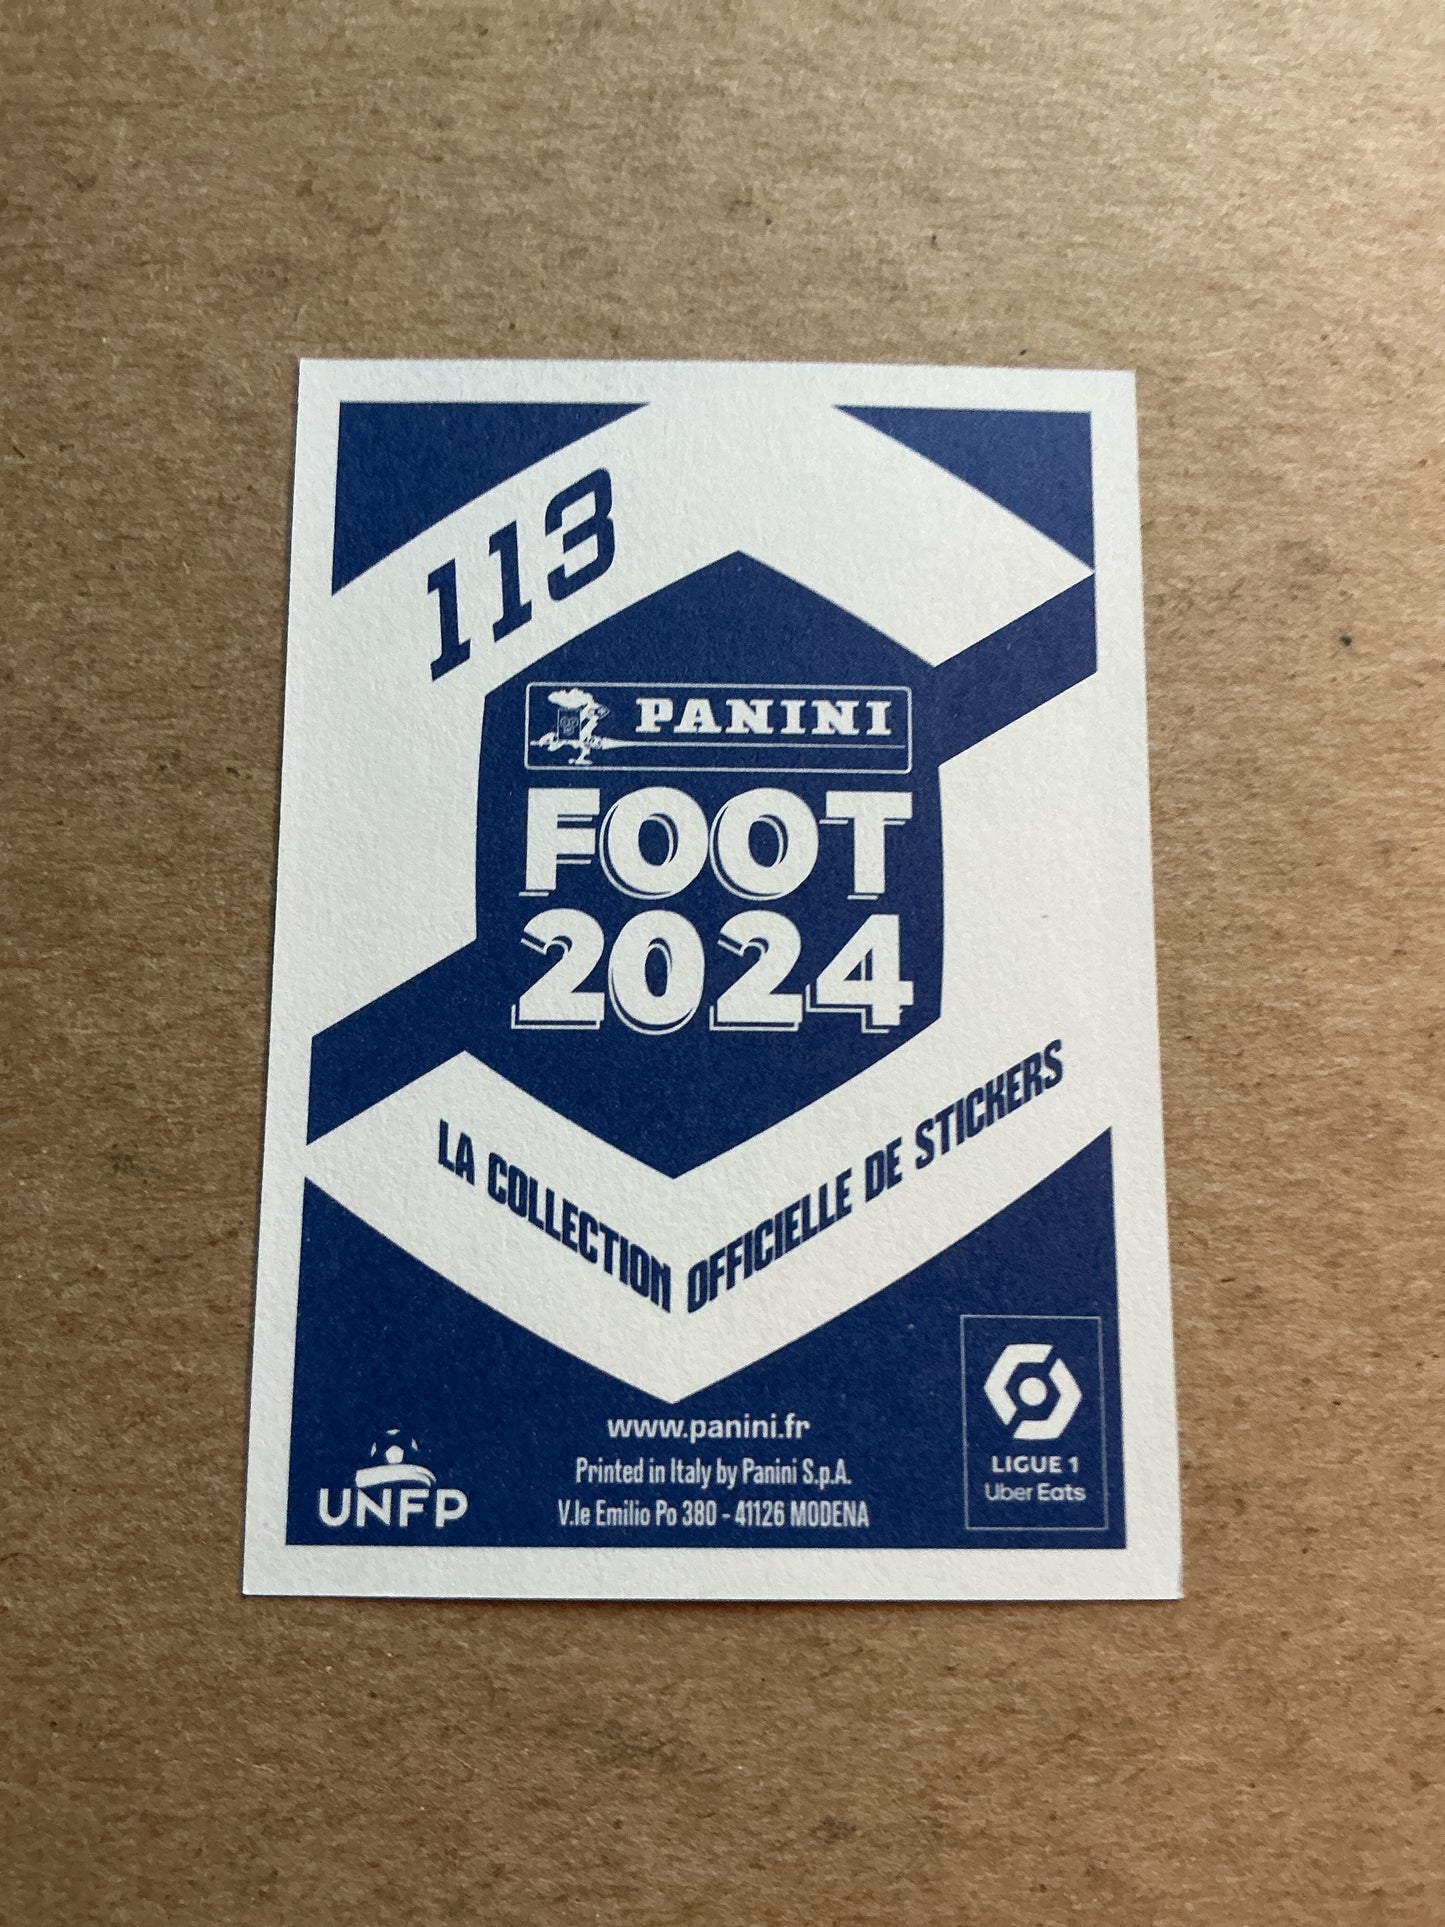 113
PANINI
FOOT
2024
LA COLLECTION OFFICIELLE DE STICKERS
www.panini.fr
Printed in Italy by Panini S.p.A.
V.le Emilio Po 380 - 41126 MODENA
UNFP
LIGUE 1
Uber Eats